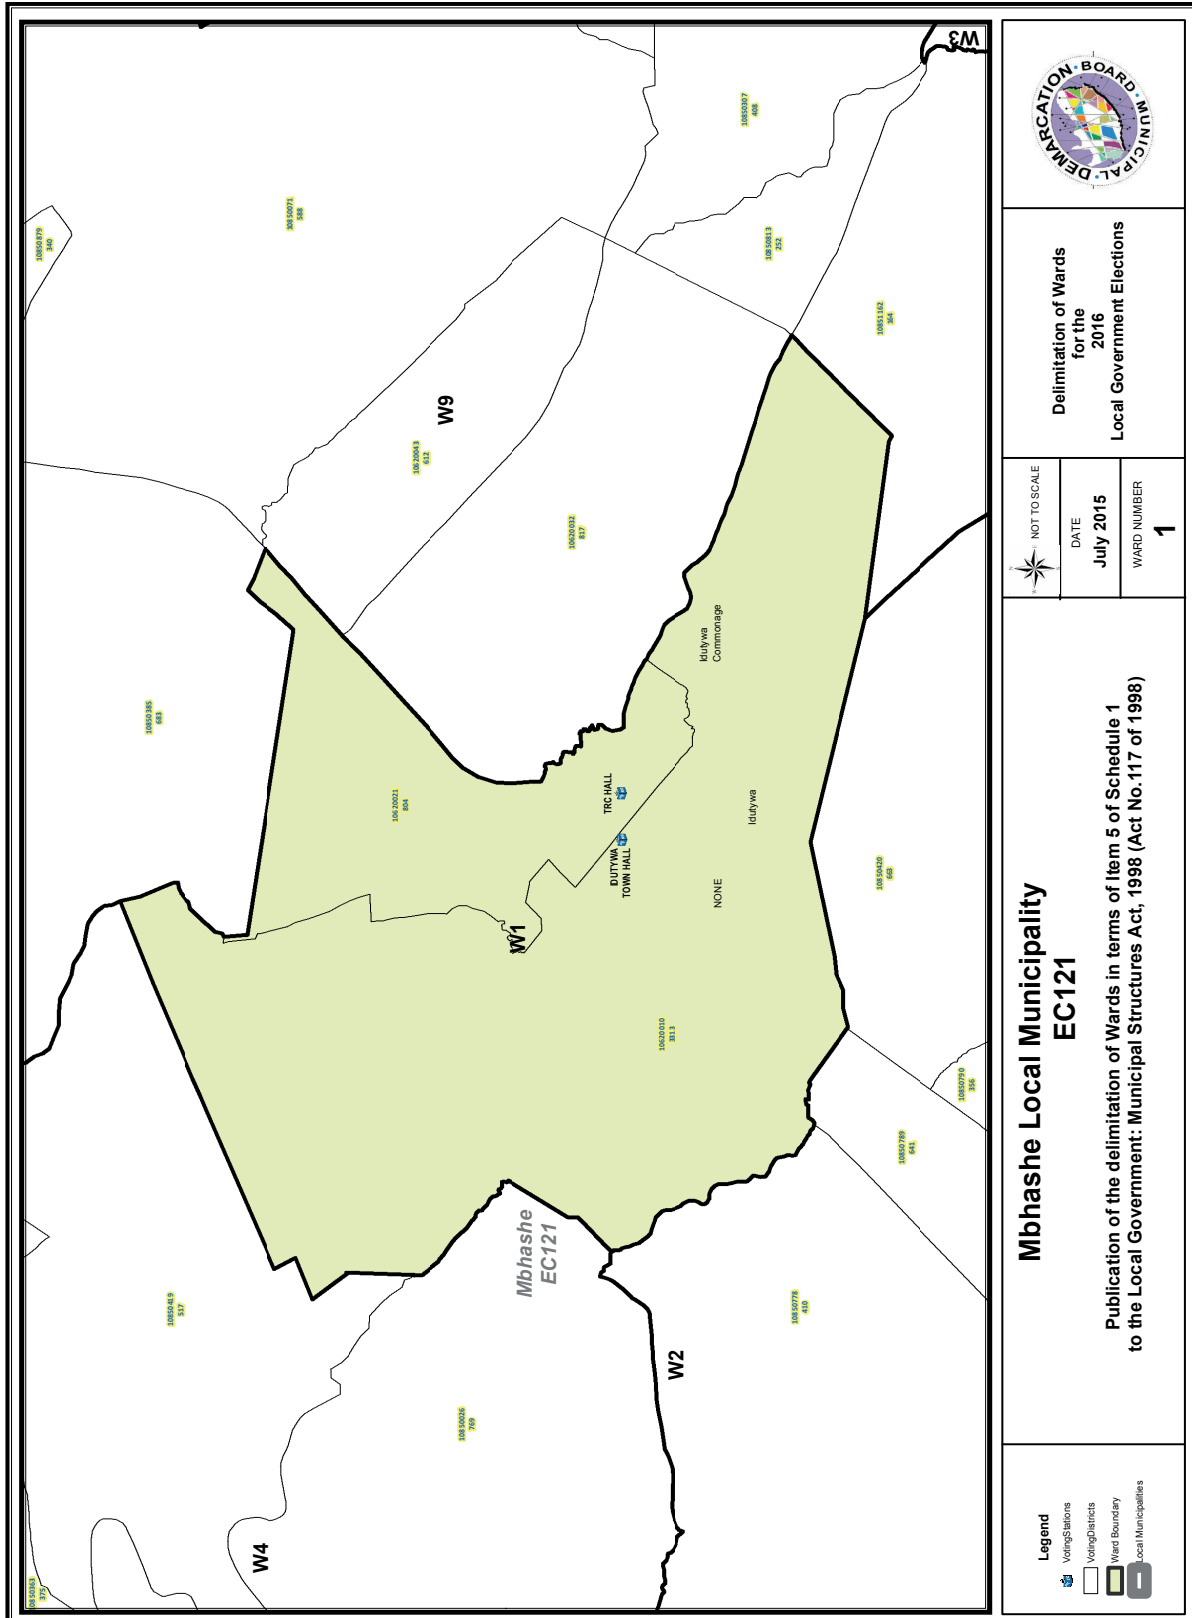 10850363
375
W4
10850419
517
10850026
769
Mbhashe
EC121
W2
10850778
410
10850789
641
10850790
356
10620010
3313
W1
NONE
IDUTYWA
TOWN HALL
TRC HALL
Idutywa
10850420
663
10620021
804
10850385
683
Idutywa
Commonage
10620032
817
10620043
612
W9
10850879
340
10850071
588
10850307
408
10850813
252
10851162
364
W3
Legend
VotingStations
VotingDistricts
Ward Boundary
Local Municipalities
Mbhashe Local Municipality
EC121
Publication of the delimitation of Wards in terms of Item 5 of Schedule 1
to the Local Government: Municipal Structures Act, 1998 (Act No.117 of 1998)
NOT TO SCALE
DATE
July 2015
WARD NUMBER
1
Delimitation of Wards
for the
2016
Local Government Elections
MUNICIPAL · DEMARCATION · BOARD